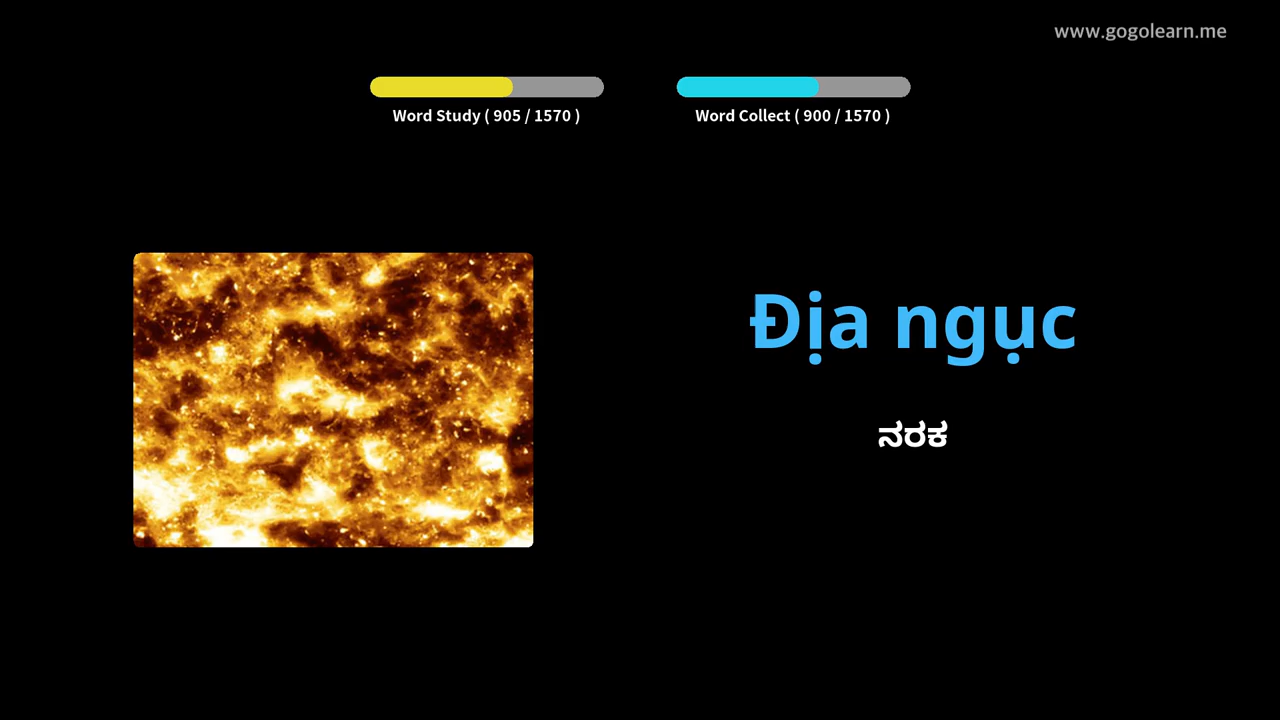 www.gogolearn.me
Word Study ( 905 / 1570 )
Word Collect ( 900 / 1570 )
Địa ngục
ನರಕ